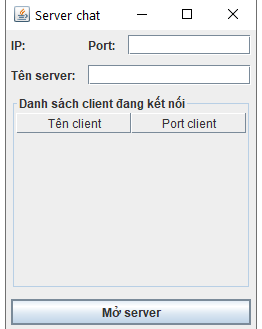 Server chat
IP: Port:
Tên server:
Danh sách client đang kết nối
Tên client Port client
Mở server